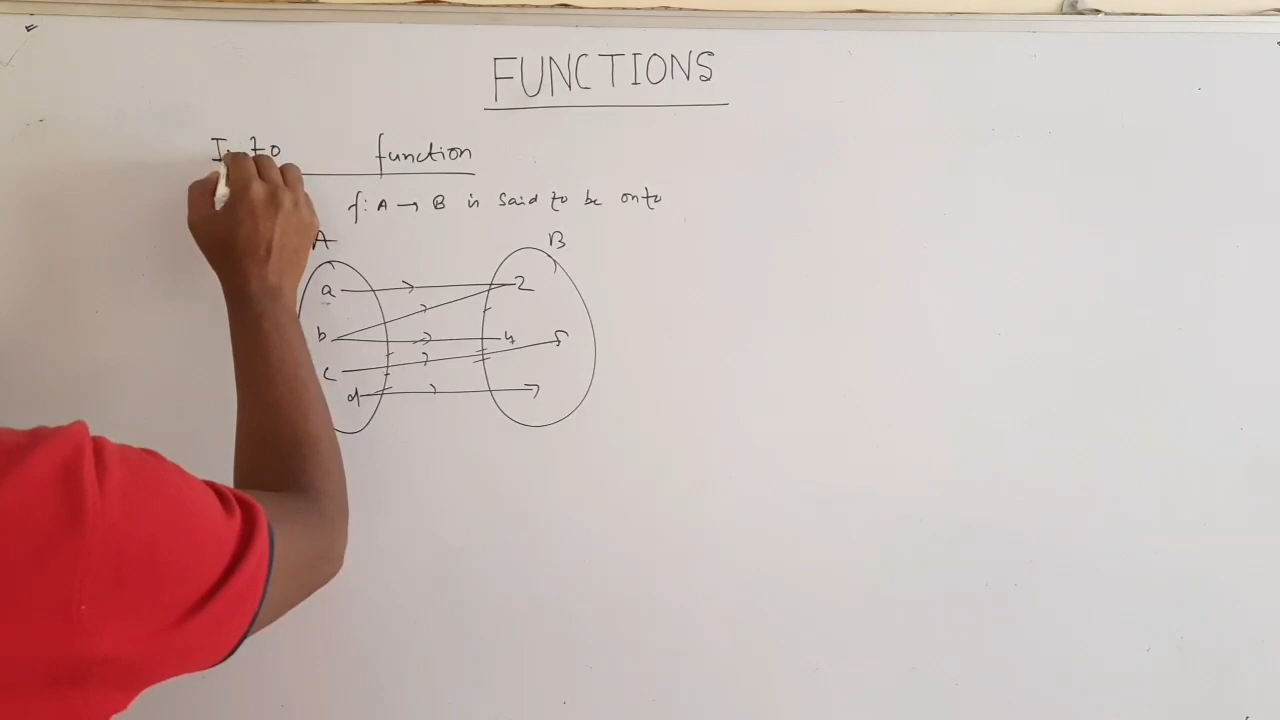 FUNCTIONS
function
f: A → B is said to be onto
A B
a 2
b 4 5
c
d